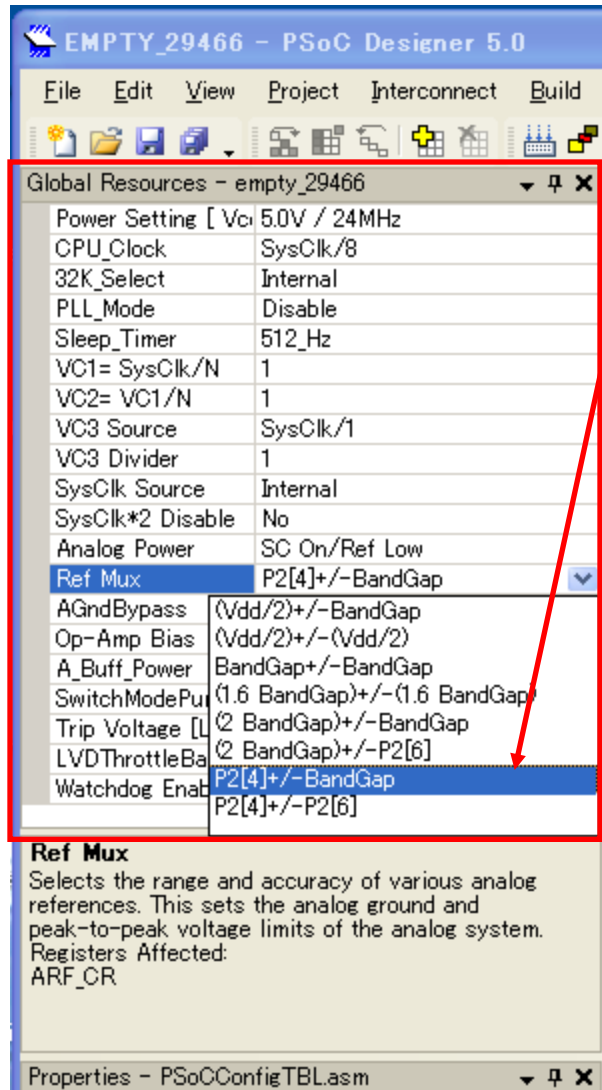 EMPTY_29466 - PSoC Designer 5.0
File Edit View Project Interconnect Build
Global Resources - empty_29466
Power Setting [ Vc 5.0V / 24MHz
CPU_Clock SysClk/8
32K_Select Internal
PLL_Mode Disable
Sleep_Timer 512_Hz
VC1= SysClk/N 1
VC2= VC1/N 1
VC3 Source SysClk/1
VC3 Divider 1
SysClk Source Internal
SysClk*2 Disable No
Analog Power SC On/Ref Low
Ref Mux P2[4]+/-BandGap
AGndBypass
Op-Amp Bias
A_Buff_Power
SwitchModePu
Trip Voltage [L
LVDThrottleBa
Watchdog Enab
(Vdd/2)+/-BandGap
(Vdd/2)+/-(Vdd/2)
BandGap+/-BandGap
(1.6 BandGap)+/-(1.6 BandGap)
(2 BandGap)+/-BandGap
(2 BandGap)+/-P2[6]
P2[4]+/-BandGap
P2[4]+/-P2[6]
Ref Mux
Selects the range and accuracy of various analog
references. This sets the analog ground and
peak-to-peak voltage limits of the analog system.
Registers Affected:
ARF_CR
Properties - PSoCConfigTBL.asm